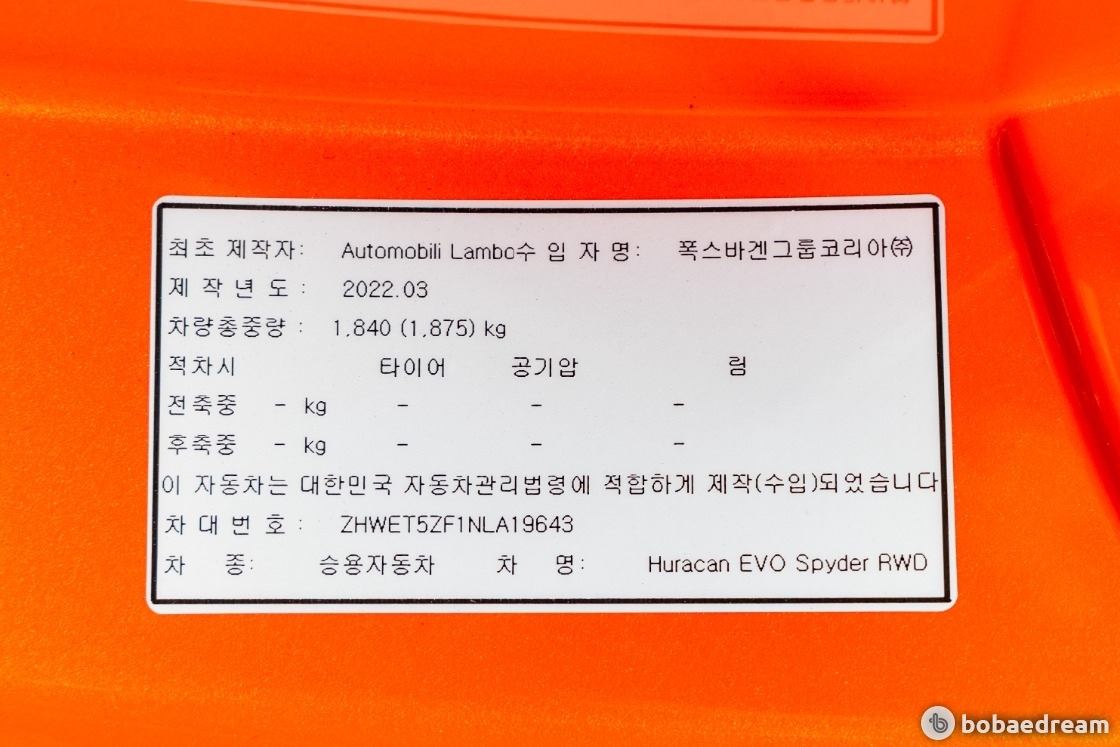 최초 제작자: Automobili Lambo수 입 자 명: 폭스바겐그룹코리아㈜
제 작 년 도 : 2022.03
차량총중량 : 1,840 (1,875) kg
적차시 타이어 공기압 림
전축중 - kg - - -
후축중 - kg - - -
이 자동차는 대한민국 자동차관리법령에 적합하게 제작(수입)되었습니다
차 대 번 호 : ZHWET5ZF1NLA19643
차 종: 승용자동차 차 명: Huracan EVO Spyder RWD
bobaedream